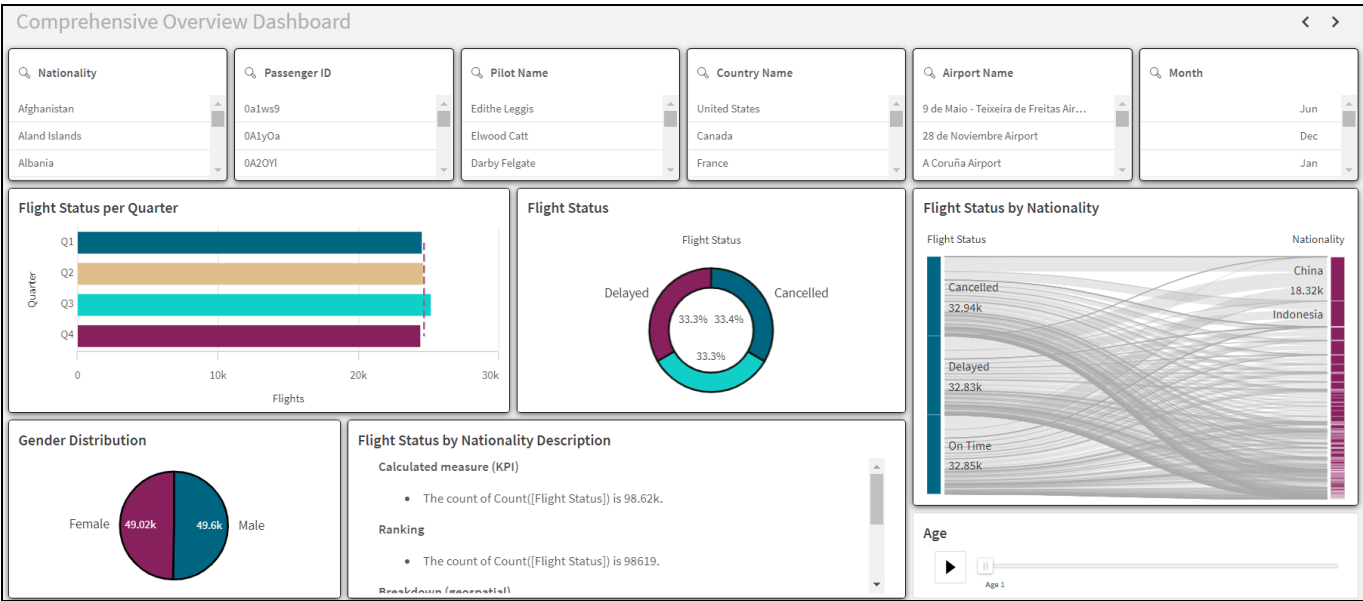 Comprehensive Overview Dashboard
Nationality
Afghanistan
Aland Islands
Albania
Passenger ID
0a1ws9
0A1yOa
0A2OYl
Pilot Name
Edithe Leggis
Elwood Catt
Darby Felgate
Country Name
United States
Canada
France
Airport Name
9 de Maio - Teixeira de Freitas Air...
28 de Noviembre Airport
A Coruña Airport
Month
Jun
Dec
Jan
Flight Status per Quarter
Quarter
Q1
Q2
Q3
Q4
0 10k 20k 30k
Flights
Flight Status
Flight Status
Delayed
Cancelled
33.3% 33.4%
33.3%
Flight Status by Nationality
Flight Status Nationality
Cancelled
32.94k
Delayed
32.83k
On Time
32.85k
China
18.32k
Indonesia
Gender Distribution
Female 49.02k 49.6k Male
Flight Status by Nationality Description
Calculated measure (KPI)
• The count of Count([Flight Status]) is 98.62k.
Ranking
• The count of Count([Flight Status]) is 98619.
Breakdown (geospatial)
Age
Age 1